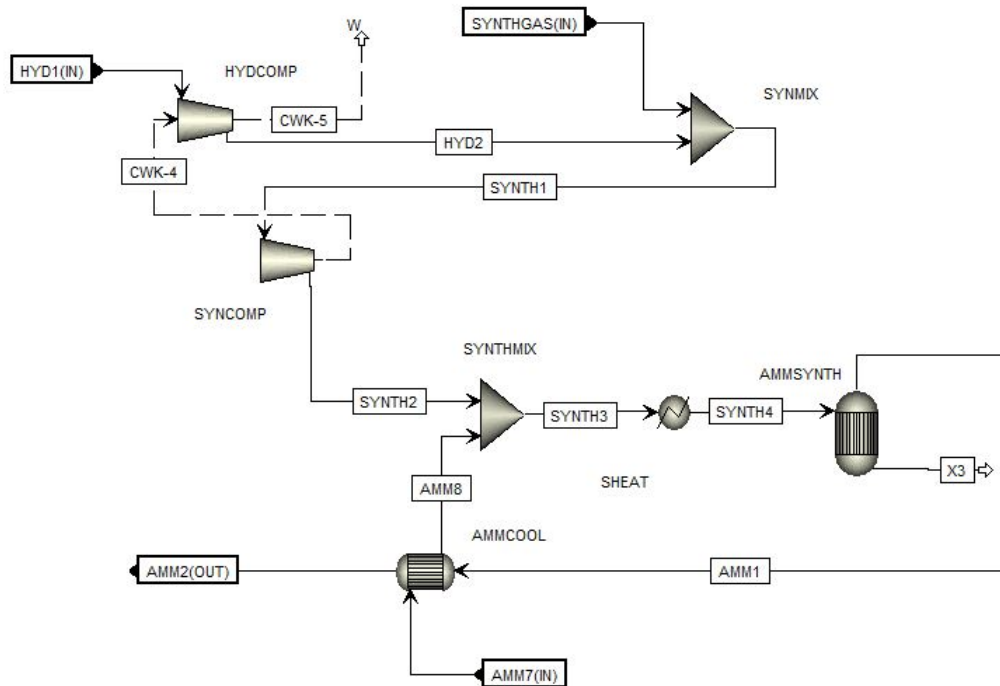 W
SYNTHGAS(IN)
HYD1(IN)
HYDCOMP
SYNMIX
CWK-5
HYD2
CWK-4
SYNTH1
SYNCOMP
SYNTHMIX
AMMSYNTH
SYNTH2
SYNTH3
SYNTH4
X3
SHEAT
AMM8
AMMCOOL
AMM2(OUT)
AMM1
AMM7(IN)